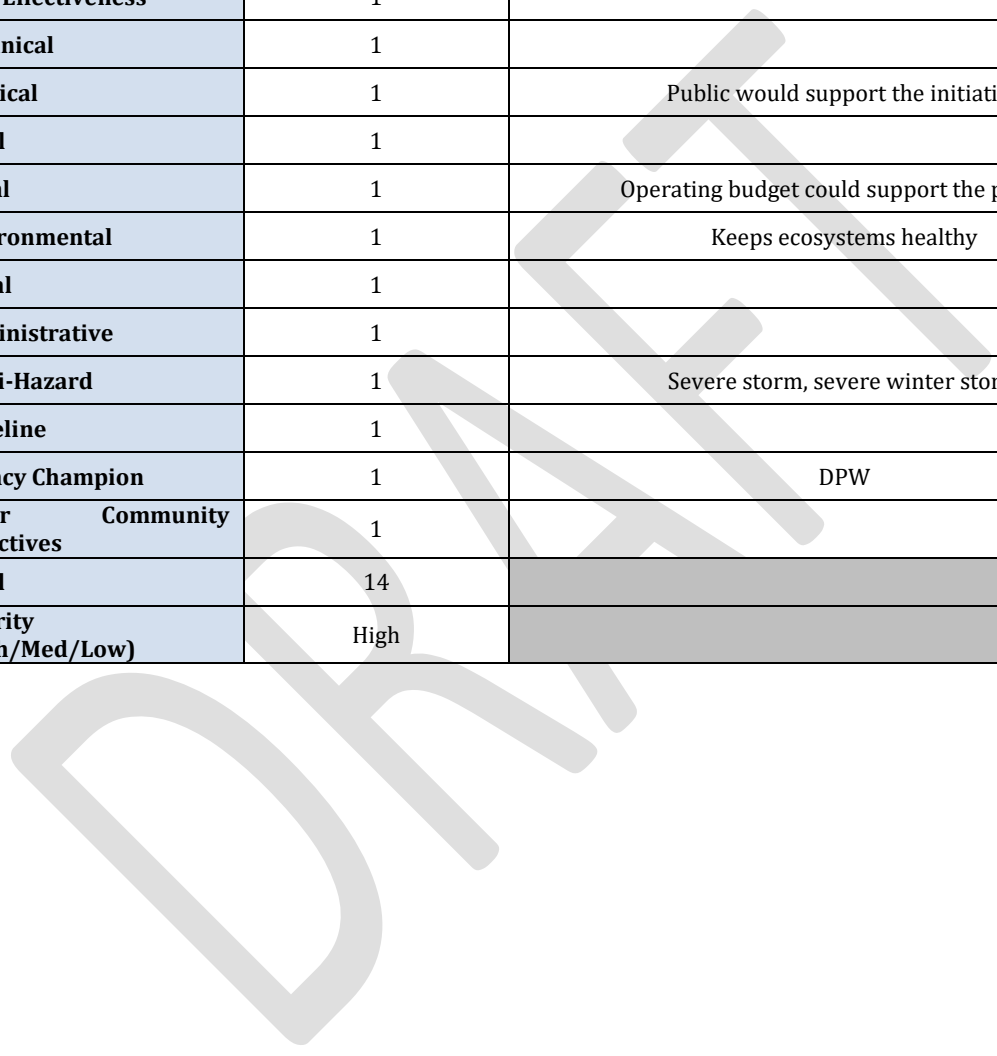 Effectiveness 1
nical 1
ical 1 Public would support the initiati
l 1
al 1 Operating budget could support the p
ronmental 1 Keeps ecosystems healthy
al 1
inistrative 1
i-Hazard 1 Severe storm, severe winter stor
eline 1
cy Champion 1 DPW
r Community
ctives 1
l 14
rity
h/Med/Low) High
DRAFT